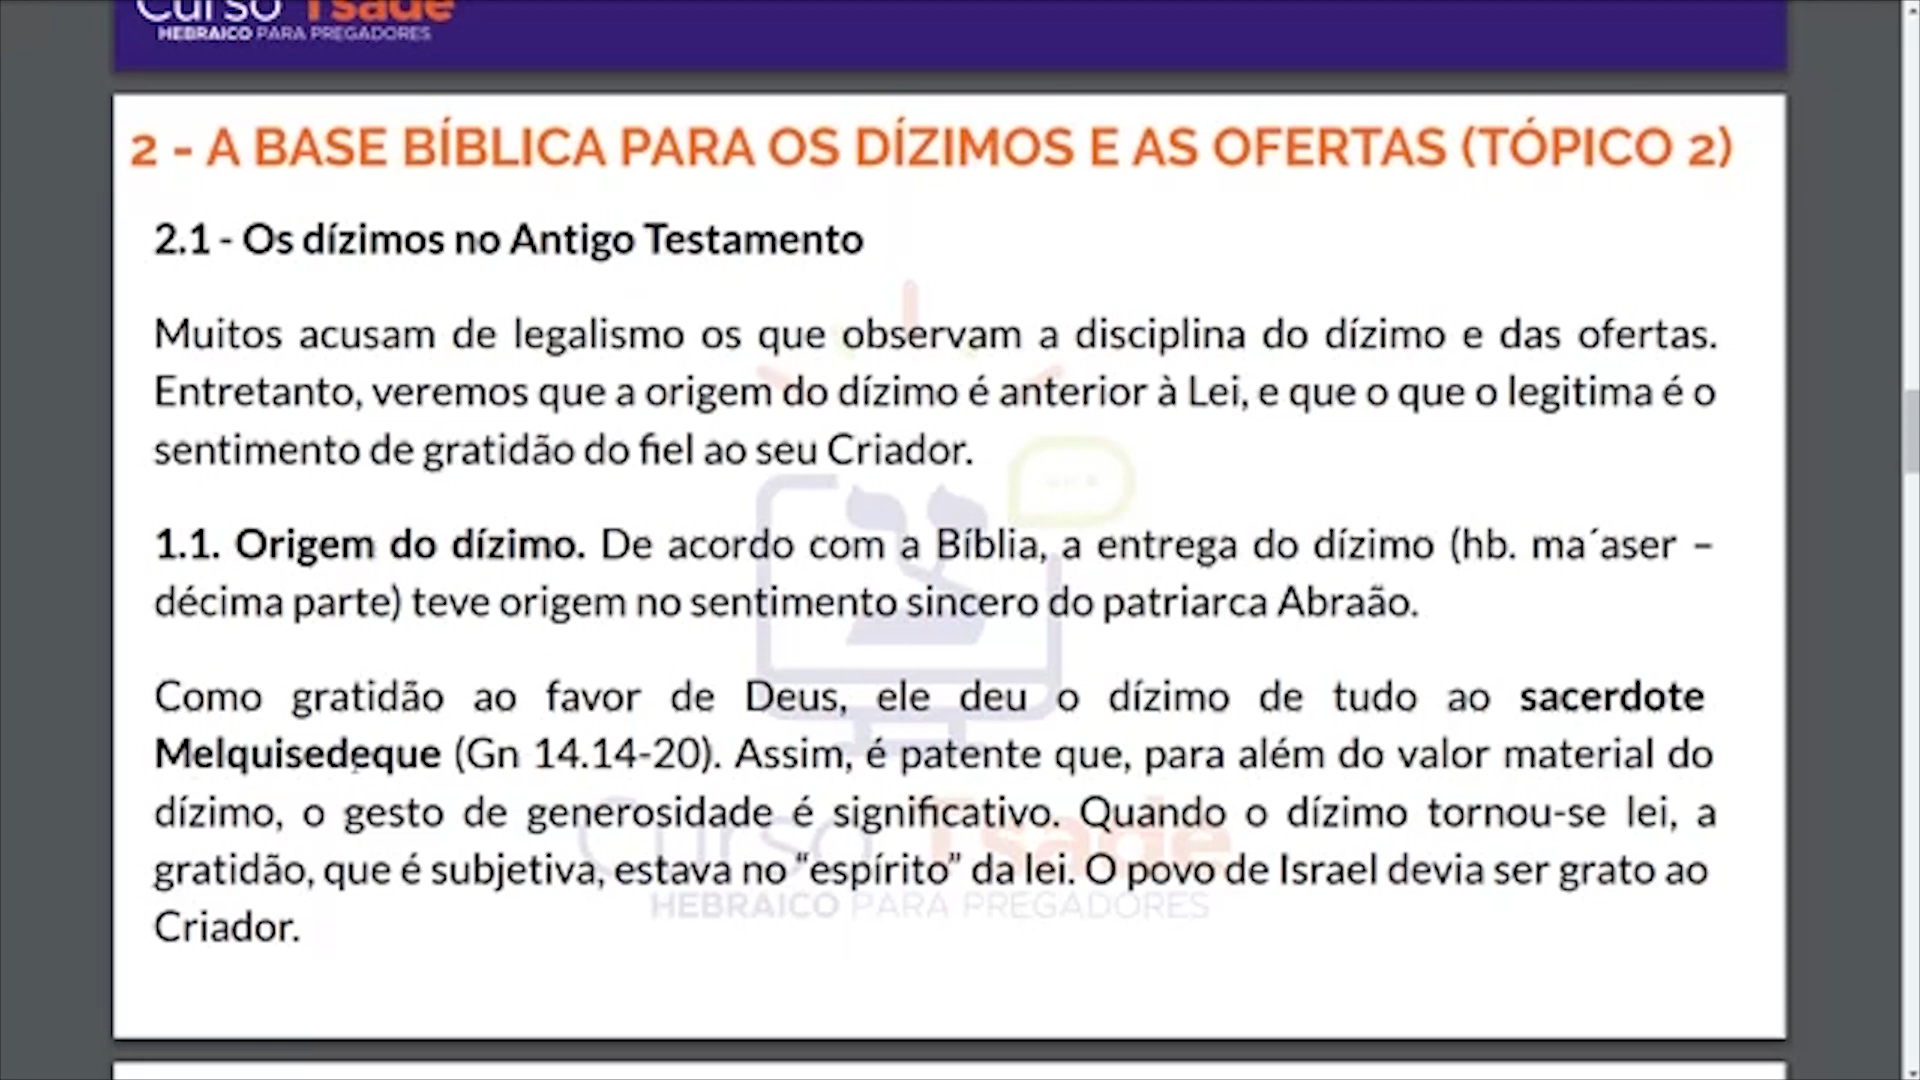 Curso Tsade
HEBRAICO PARA PREGADORES
2 - A BASE BÍBLICA PARA OS DÍZIMOS E AS OFERTAS (TÓPICO 2)
2.1 - Os dízimos no Antigo Testamento
Muitos acusam de legalismo os que observam a disciplina do dízimo e das ofertas.
Entretanto, veremos que a origem do dízimo é anterior à Lei, e que o que o legitima é o
sentimento de gratidão do fiel ao seu Criador.
1.1. Origem do dízimo. De acordo com a Bíblia, a entrega do dízimo (hb. ma´aser –
décima parte) teve origem no sentimento sincero do patriarca Abraão.
Como gratidão ao favor de Deus, ele deu o dízimo de tudo ao sacerdote
Melquisedeque (Gn 14.14-20). Assim, é patente que, para além do valor material do
dízimo, o gesto de generosidade é significativo. Quando o dízimo tornou-se lei, a
gratidão, que é subjetiva, estava no “espírito” da lei. O povo de Israel devia ser grato ao
Criador.
צ
Curso Tsade
HEBRAICO PARA PREGADORES